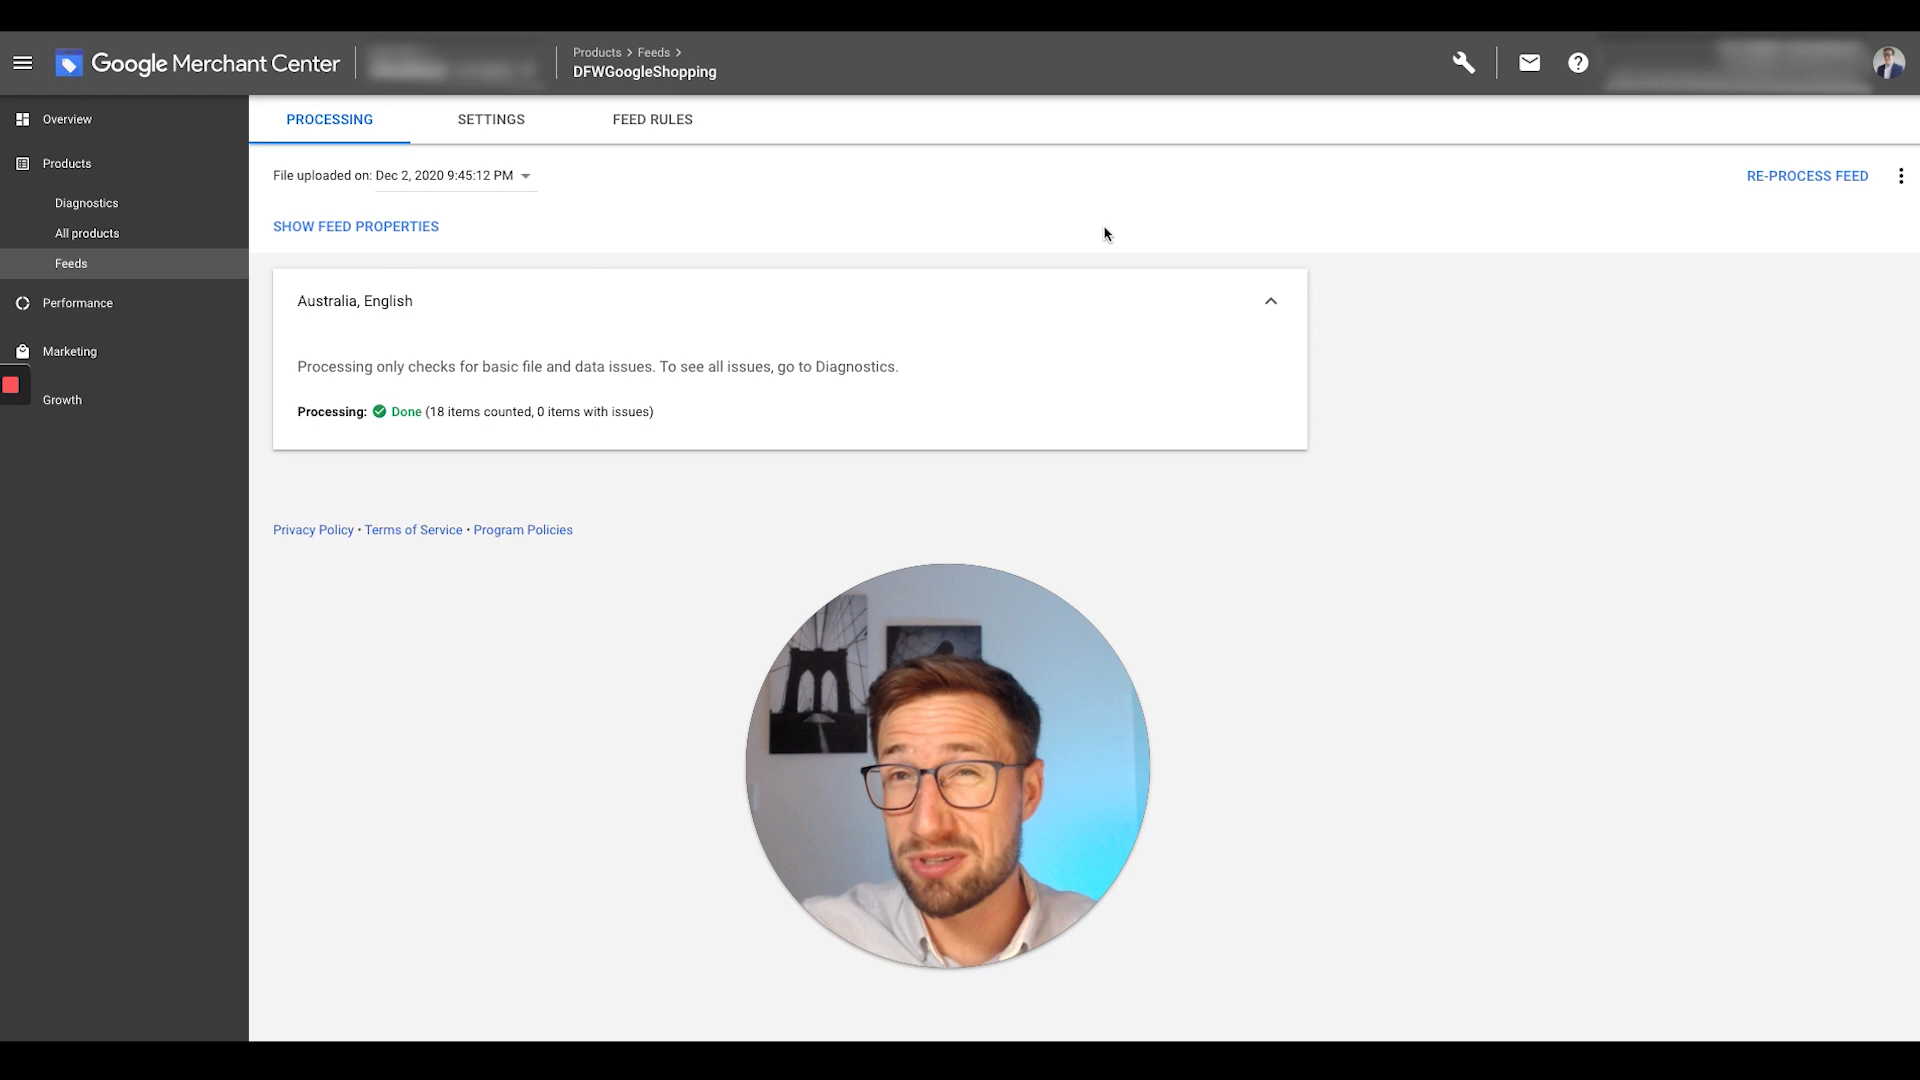 Google Merchant Center
Products > Feeds >
DFWGoogleShopping
Overview
Products
Diagnostics
All products
Feeds
Performance
Marketing
Growth
PROCESSING
SETTINGS
FEED RULES
File uploaded on: Dec 2, 2020 9:45:12 PM
RE-PROCESS FEED
SHOW FEED PROPERTIES
Australia, English
Processing only checks for basic file and data issues. To see all issues, go to Diagnostics.
Processing: Done (18 items counted, 0 items with issues)
Privacy Policy • Terms of Service • Program Policies